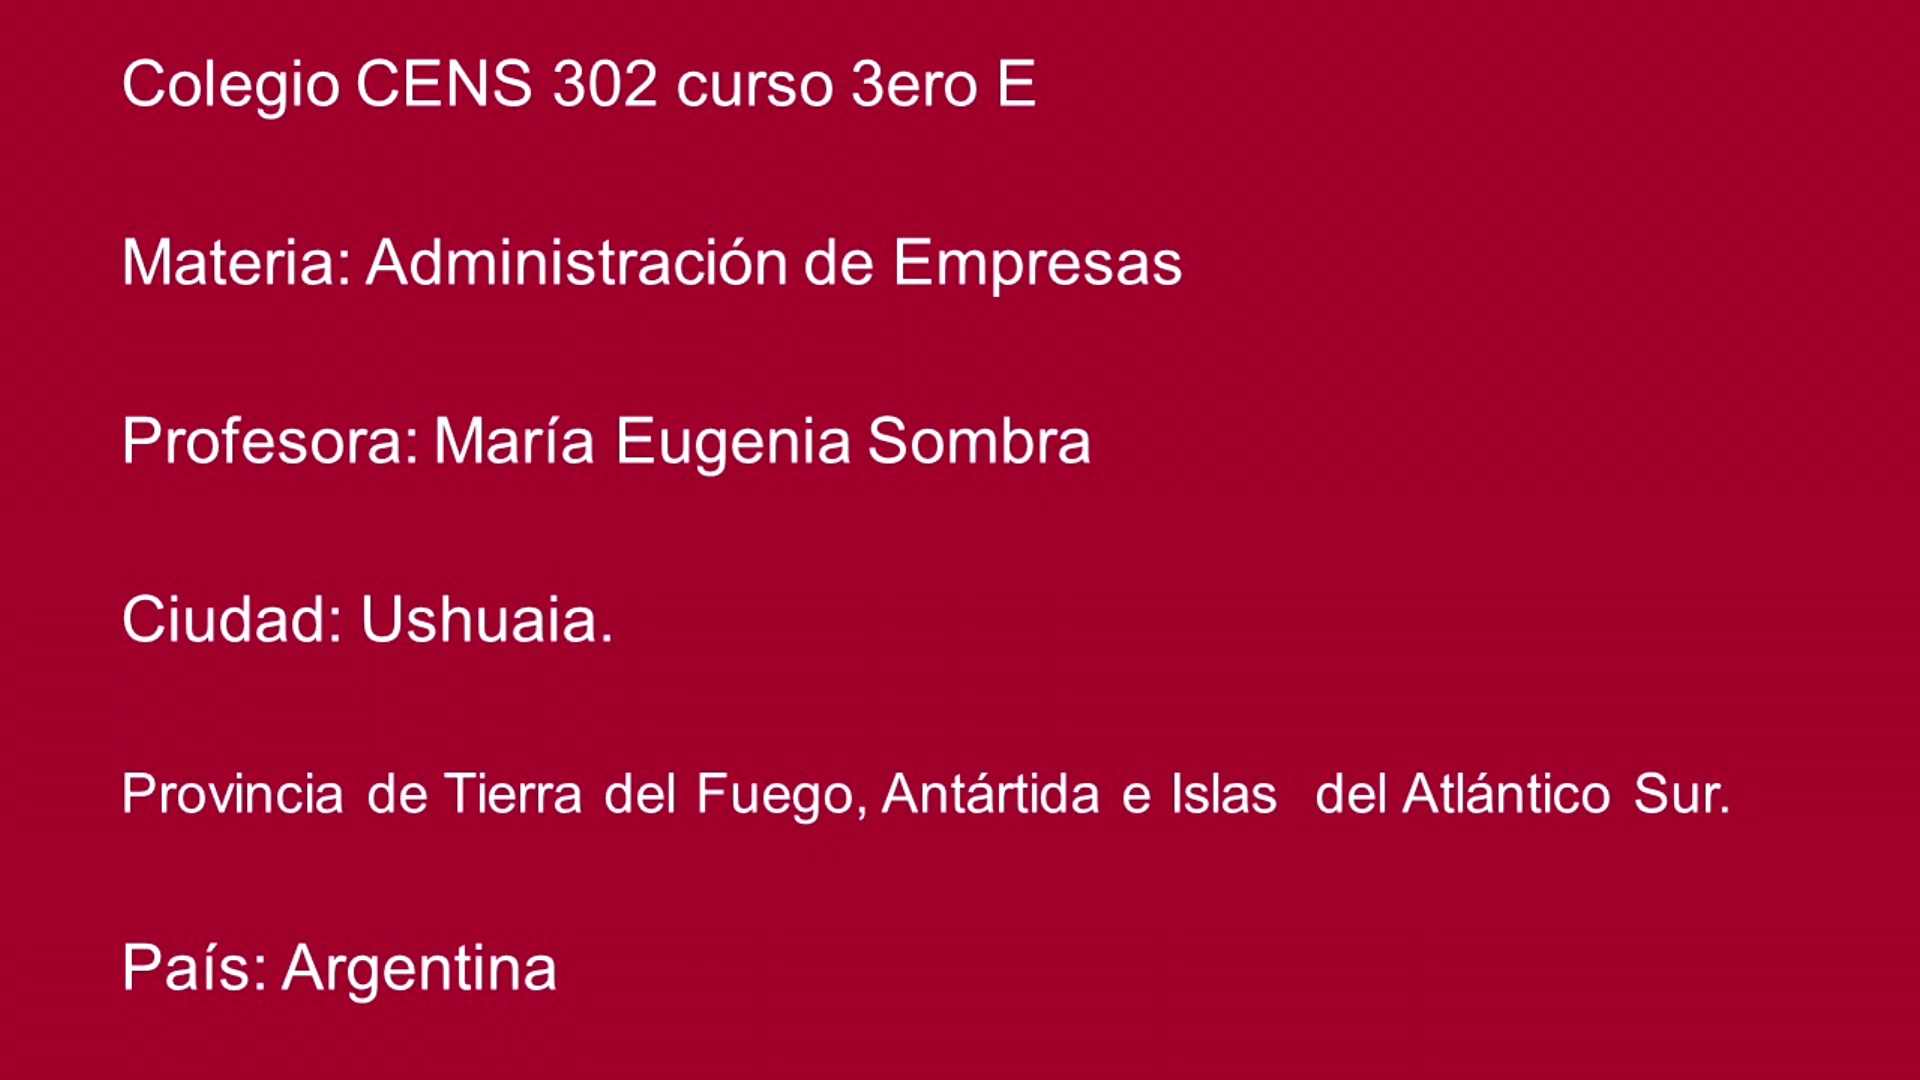 Colegio CENS 302 curso 3ero E
Materia: Administración de Empresas
Profesora: María Eugenia Sombra
Ciudad: Ushuaia.
Provincia de Tierra del Fuego, Antártida e Islas del Atlántico Sur.
País: Argentina